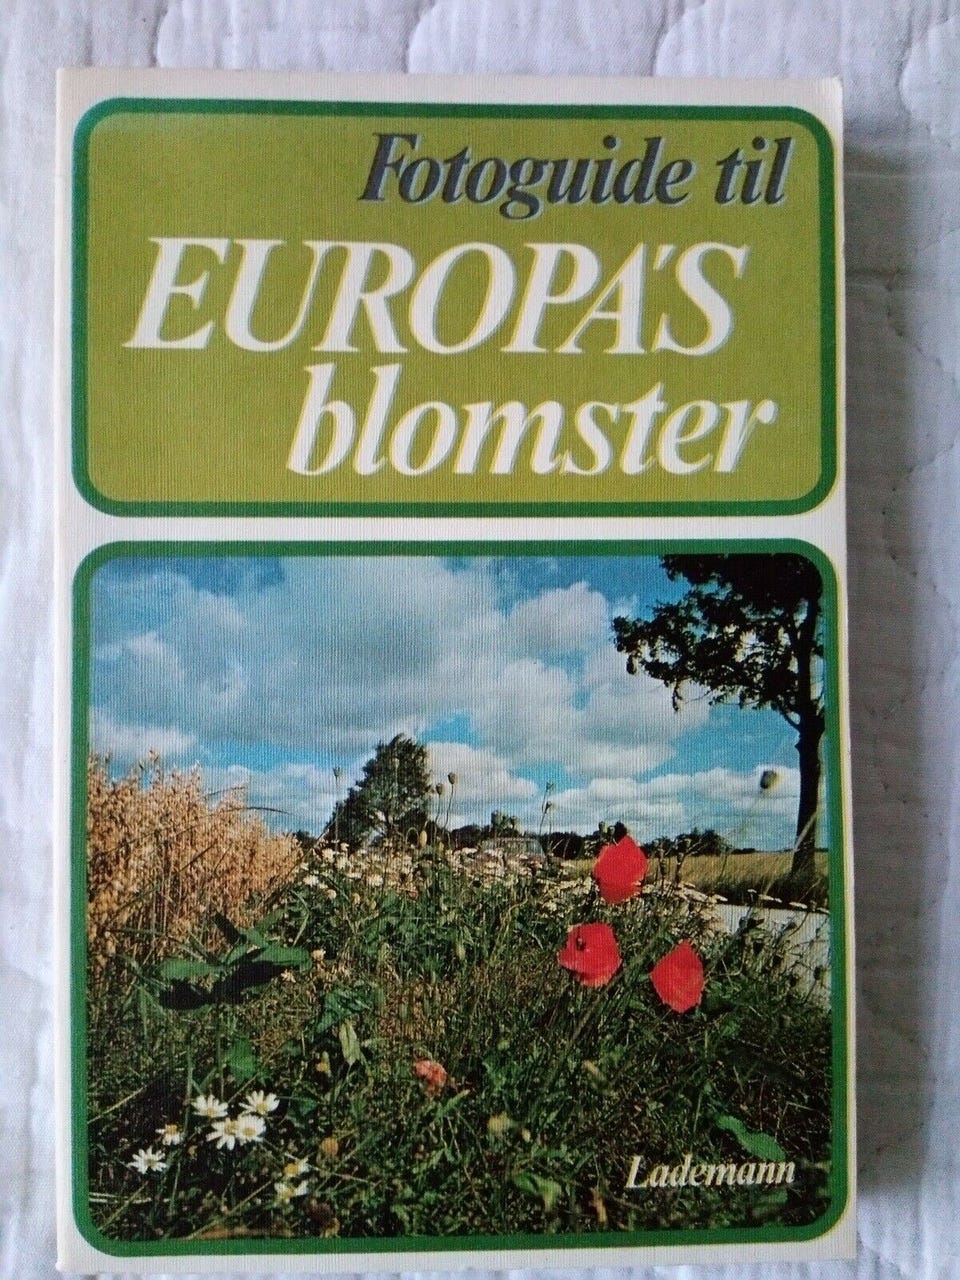 Fotoguide til
EUROPA'S
blomster
Lademann